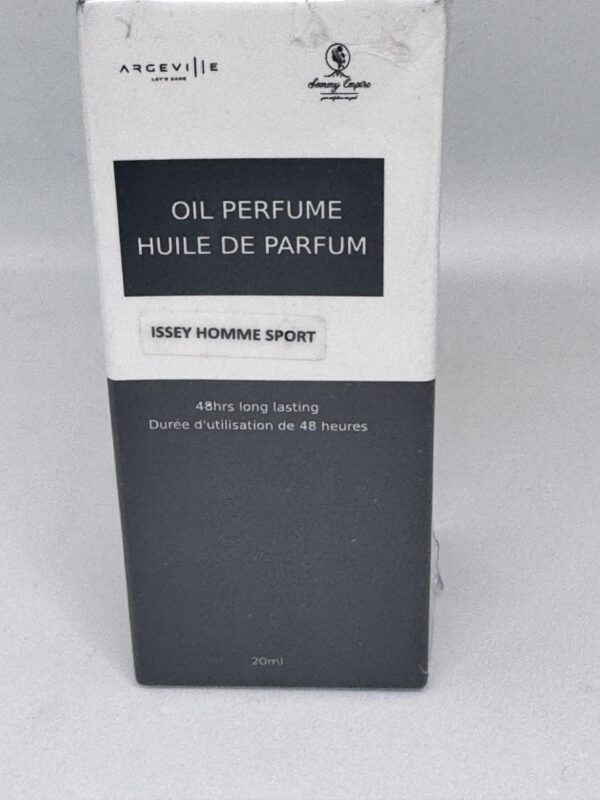 ARGEVILLE
LET'S DARE
Sammy Empire
OIL PERFUME
HUILE DE PARFUM
ISSEY HOMME SPORT
48hrs long lasting
Durée d'utilisation de 48 heures
20ml